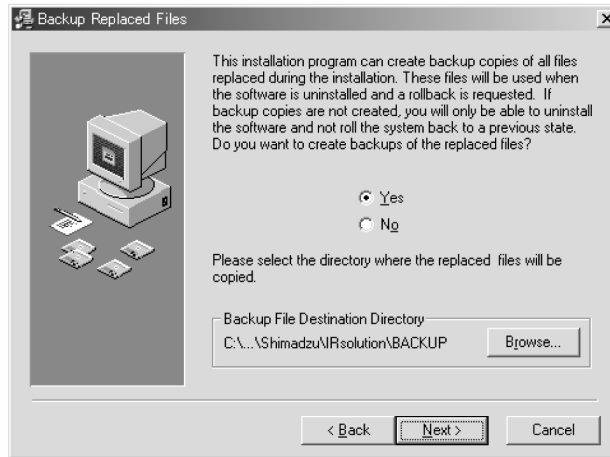 Backup Replaced Files
This installation program can create backup copies of all files
replaced during the installation. These files will be used when
the software is uninstalled and a rollback is requested. If
backup copies are not created, you will only be able to uninstall
the software and not roll the system back to a previous state.
Do you want to create backups of the replaced files?
Yes
No
Please select the directory where the replaced files will be
copied.
Backup File Destination Directory
C:\...\Shimadzu\IRsolution\BACKUP
Browse...
< Back
Next >
Cancel